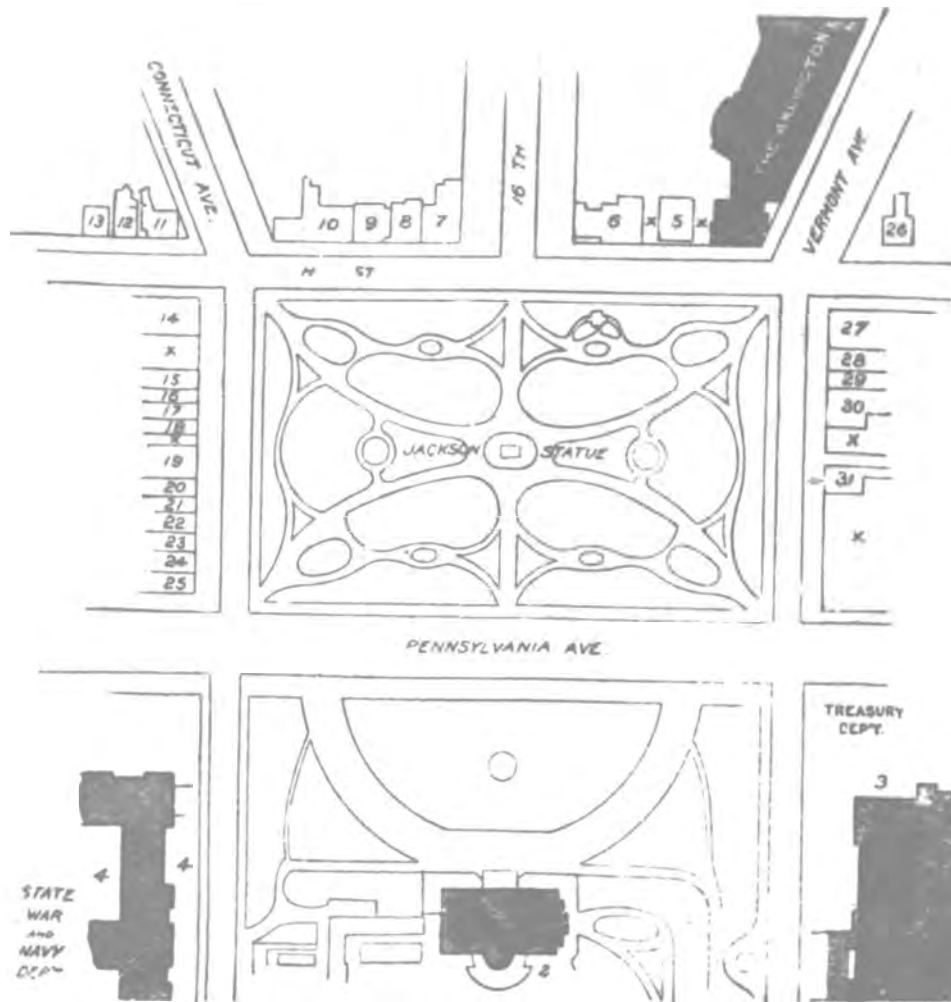 CONNECTICUT AVE.
16 TH
THE ARLINGTON
VERMONT AVE
13 12 11
10 9 8 7
6 x 5 x
26
H ST
14
x
15
16
17
18
x
19
20
21
22
23
24
25
27
28
29
30
x
31
x
JACKSON STATUE
PENNSYLVANIA AVE
TREASURY
DEPT.
3
4 4
STATE
WAR
AND
NAVY
DEPT
2